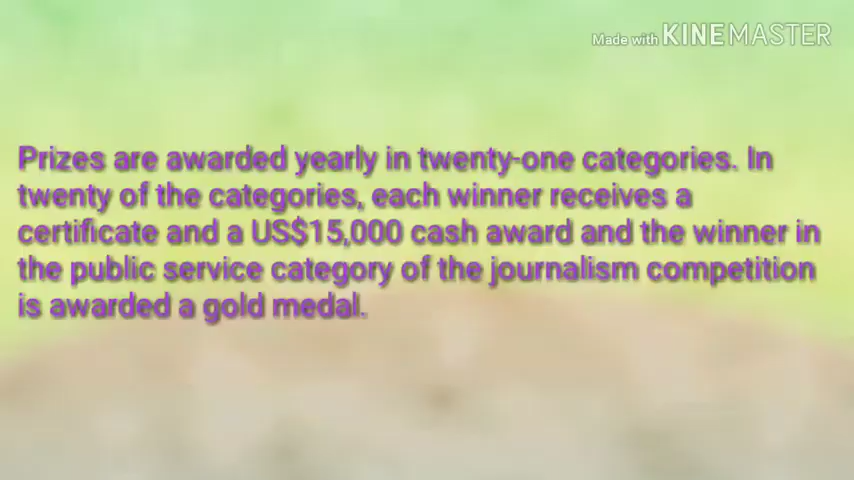 Made with KINEMASTER
Prizes are awarded yearly in twenty-one categories. In
twenty of the categories, each winner receives a
certificate and a US$15,000 cash award and the winner in
the public service category of the journalism competition
is awarded a gold medal.